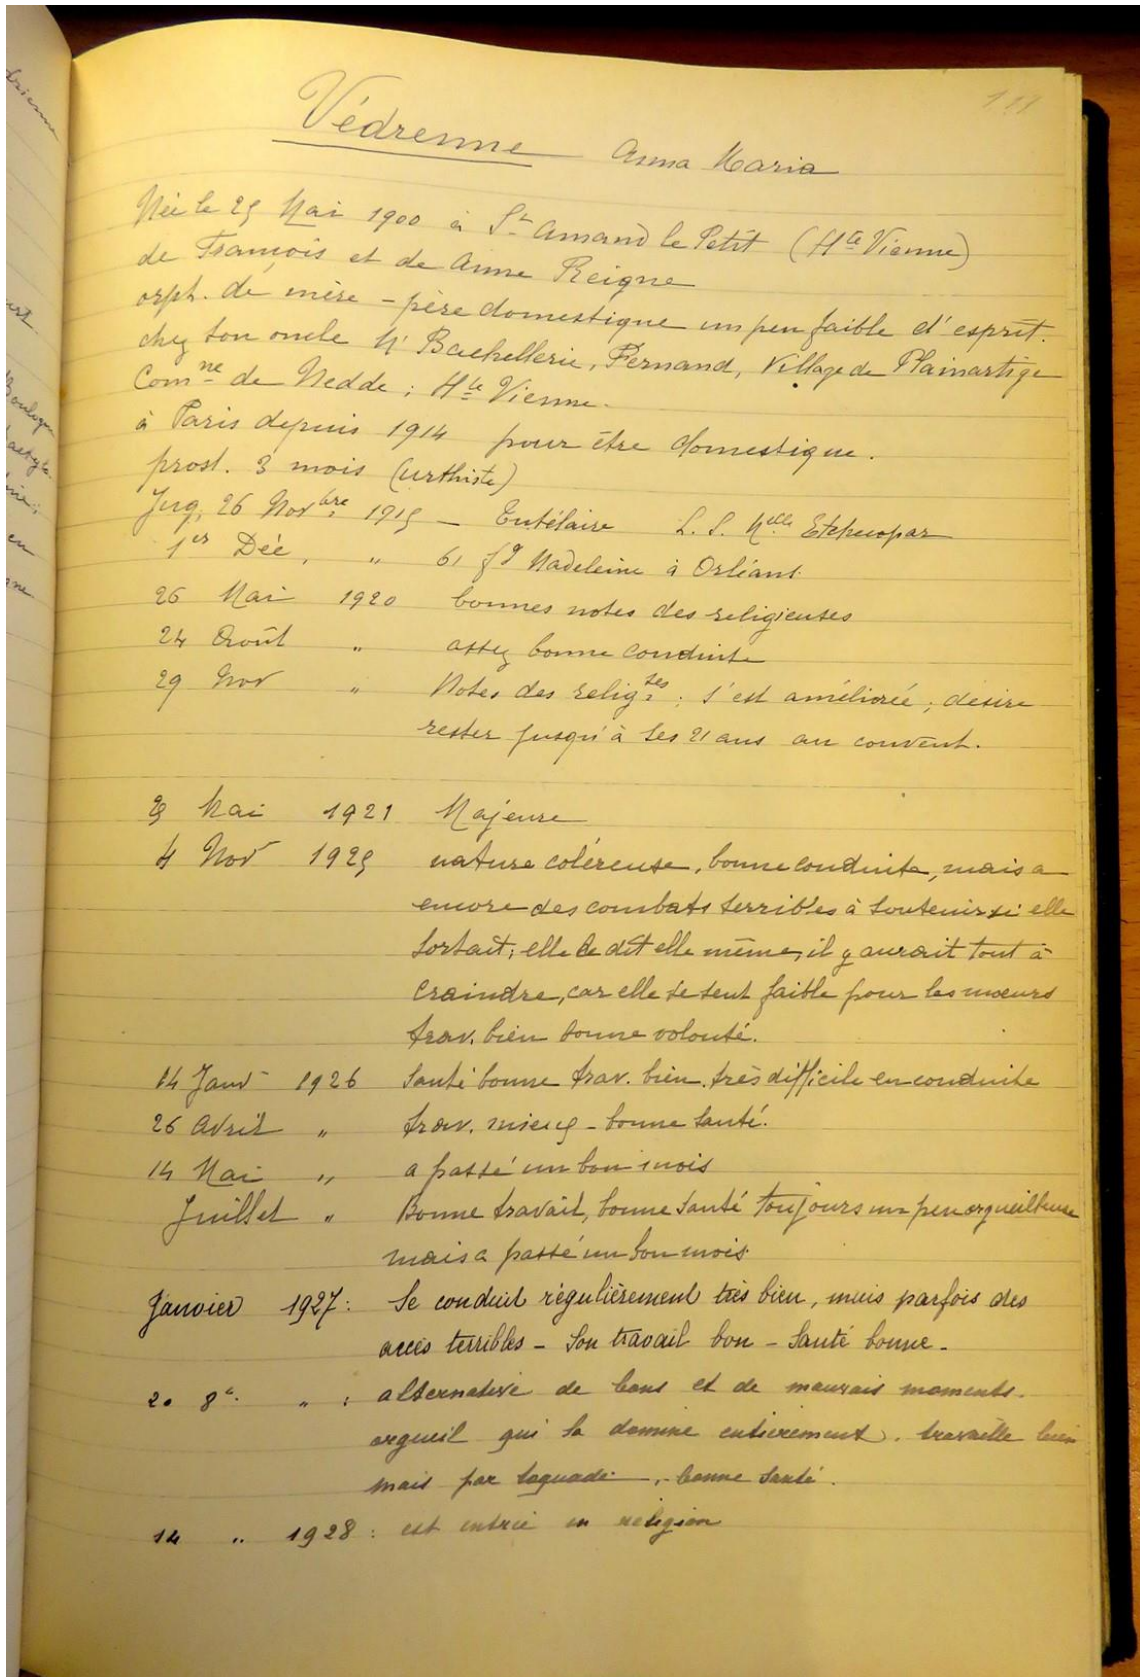 111
Védrenne Anna Maria
Née le 25 Mai 1900 à St Amand le Petit (Hte Vienne)
de François et de Anne Reigne
orph. de mère - père domestique un peu faible d'esprit.
chez son oncle Mr Bachellerie, Fernand, Village de Plainartige
Comne de Nedde ; Hte Vienne.
à Paris depuis 1914 pour être domestique.
prost. 3 mois
Jug. 26 Novbre 1915 - Tutélaire L. S. Melle
1er Déc. " 61 fg Madeleine à Orléans.
26 Mai 1920 bonnes notes des religieuses
24 Août " assez bonne conduite
29 Nov " Notes des religses : s'est améliorée ; désire
rester jusqu'à ses 21 ans au couvent.
Mai 1921 Majeure
4 Nov 1925 nature coléreuse, bonne conduite, mais a
encore des combats terribles à soutenir si elle
sortait ; elle le dit elle même, il y aurait tout à
craindre, car elle se sent faible pour les mœurs
trav. bien bonne volonté.
14 Janv 1926 Santé bonne trav. bien. très difficile en conduite
26 Avril " trav. mieux - bonne santé.
14 Mai " a passé un bon mois
Juillet " Bonne travail, bonne santé toujours un peu orgueilleuse
mais a passé un bon mois.
Janvier 1927 : Se conduit régulièrement très bien, mais parfois des
accès terribles - Son travail bon - Santé bonne -
20 8e " : alternative de bons et de mauvais moments.
orgueil qui la domine entièrement. travaille bien
mais par toquade -, bonne santé.
14 " 1928 : est entrée en religion